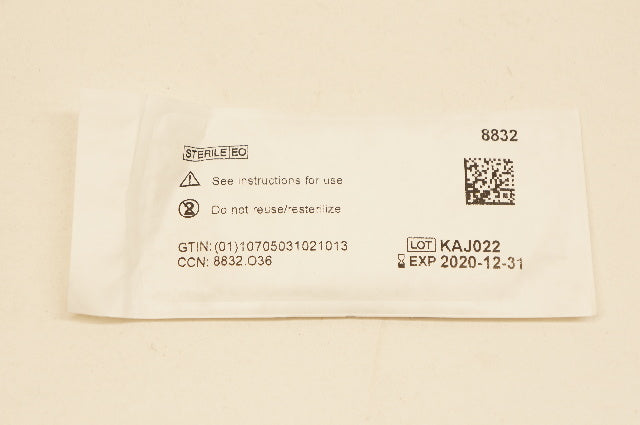 8832
STERILE EO
See instructions for use
Do not reuse/resterilize
GTIN: (01)10705031021013
CCN: 8832.O36
LOT KAJ022
EXP 2020-12-31